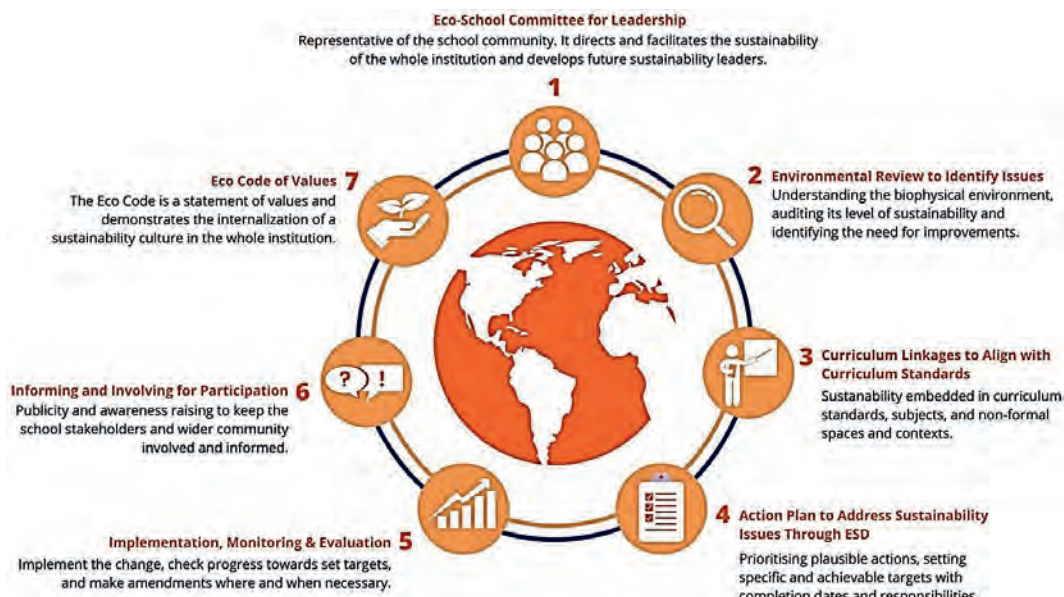 Eco-School Committee for Leadership
Representative of the school community. It directs and facilitates the sustainability
of the whole institution and develops future sustainability leaders.
1
2 Environmental Review to Identify Issues
Understanding the biophysical environment,
auditing its level of sustainability and
identifying the need for improvements.
3 Curriculum Linkages to Align with
Curriculum Standards
Sustanability embedded in curriculum
standards, subjects, and non-formal
spaces and contexts.
4 Action Plan to Address Sustainability
Issues Through ESD
Prioritising plausible actions, setting
specific and achievable targets with
completion dates and responsibilities
Implementation, Monitoring & Evaluation 5
Implement the change, check progress towards set targets,
and make amendments where and when necessary.
Informing and Involving for Participation 6
Publicity and awareness raising to keep the
school stakeholders and wider community
involved and informed.
? !
Eco Code of Values 7
The Eco Code is a statement of values and
demonstrates the internalization of a
sustainability culture in the whole institution.